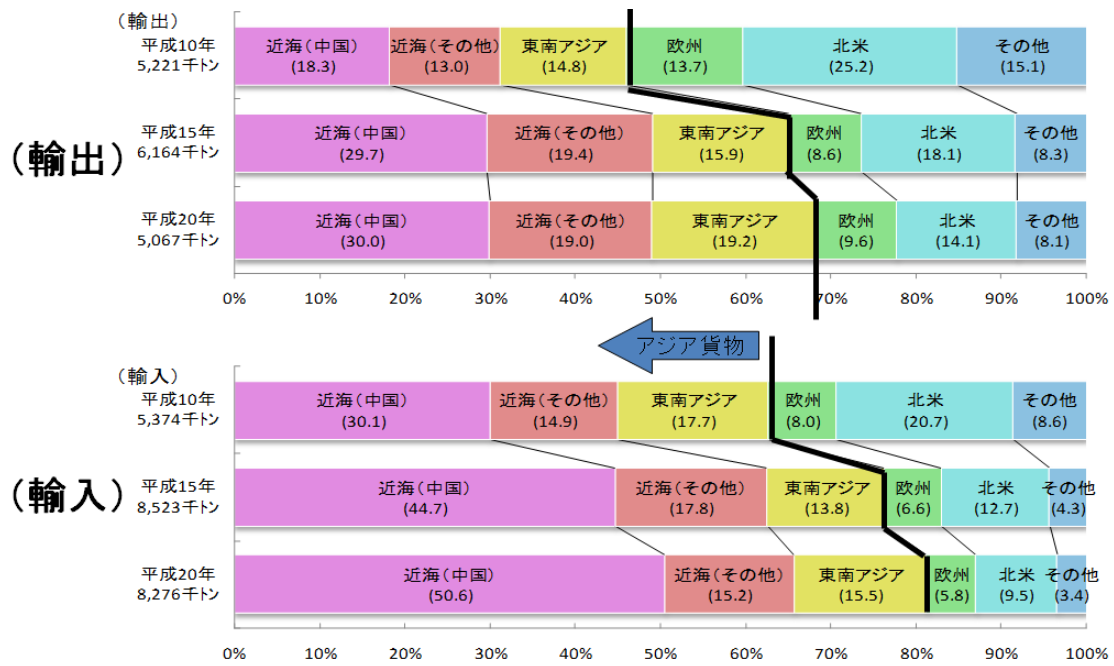 (輸出)
平成10年
5,221千トン
近海(中国)
(18.3)
近海(その他)
(13.0)
東南アジア
(14.8)
欧州
(13.7)
北米
(25.2)
その他
(15.1)
(輸出)
平成15年
6,164千トン
近海(中国)
(29.7)
近海(その他)
(19.4)
東南アジア
(15.9)
欧州
(8.6)
北米
(18.1)
その他
(8.3)
平成20年
5,067千トン
近海(中国)
(30.0)
近海(その他)
(19.0)
東南アジア
(19.2)
欧州
(9.6)
北米
(14.1)
その他
(8.1)
0% 10% 20% 30% 40% 50% 60% 70% 80% 90% 100%
アジア貨物
(輸入)
平成10年
5,374千トン
近海(中国)
(30.1)
近海(その他)
(14.9)
東南アジア
(17.7)
欧州
(8.0)
北米
(20.7)
その他
(8.6)
(輸入)
平成15年
8,523千トン
近海(中国)
(44.7)
近海(その他)
(17.8)
東南アジア
(13.8)
欧州
(6.6)
北米
(12.7)
その他
(4.3)
平成20年
8,276千トン
近海(中国)
(50.6)
近海(その他)
(15.2)
東南アジア
(15.5)
欧州
(5.8)
北米
(9.5)
その他
(3.4)
0% 10% 20% 30% 40% 50% 60% 70% 80% 90% 100%